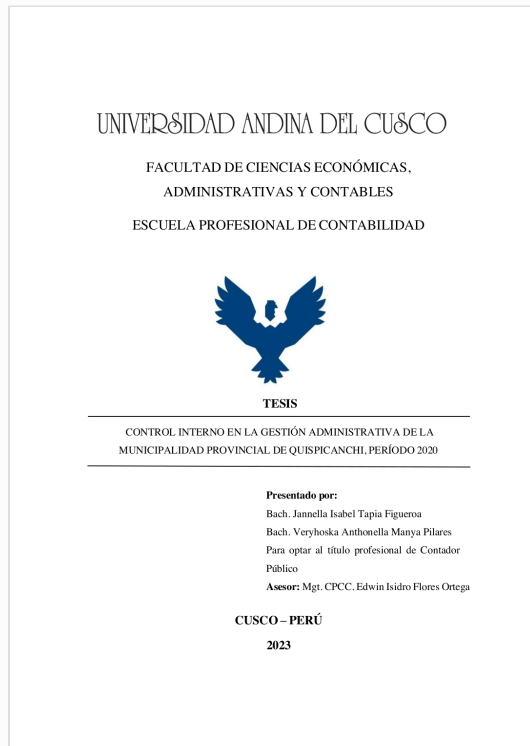 UNIVERSIDAD ANDINA DEL CUSCO
FACULTAD DE CIENCIAS ECONÓMICAS,
ADMINISTRATIVAS Y CONTABLES
ESCUELA PROFESIONAL DE CONTABILIDAD
TESIS
CONTROL INTERNO EN LA GESTIÓN ADMINISTRATIVA DE LA
MUNICIPALIDAD PROVINCIAL DE QUISPICANCHI, PERÍODO 2020
Presentado por:
Bach. Jannella Isabel Tapia Figueroa
Bach. Veryhoska Anthonella Manya Pilares
Para optar al título profesional de Contador
Público
Asesor: Mgt. CPCC. Edwin Isidro Flores Ortega
CUSCO – PERÚ
2023